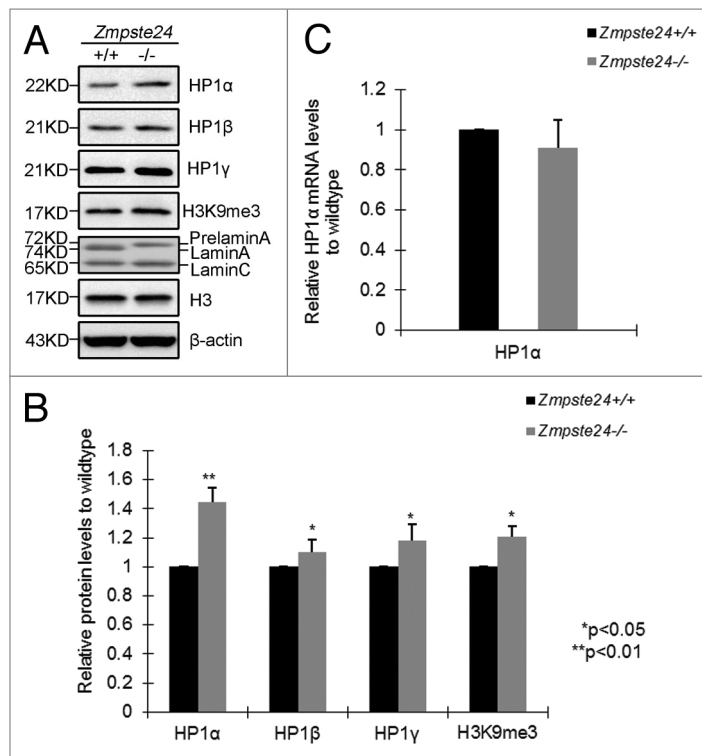 A
Zmpste24
+/+ -/-
22KD HP1α
21KD HP1β
21KD HP1γ
17KD H3K9me3
72KD PrelaminA
74KD LaminA
65KD LaminC
17KD H3
43KD β-actin
C
Zmpste24+/+
Zmpste24-/-
Relative HP1α mRNA levels
to wildtype
1.2
1
0.8
0.6
0.4
0.2
0
HP1α
B
Zmpste24+/+
Zmpste24-/-
Relative protein levels to wildtype
1.8
1.6
1.4
1.2
1
0.8
0.6
0.4
0.2
0
** * * *
HP1α HP1β HP1γ H3K9me3
*p<0.05
**p<0.01